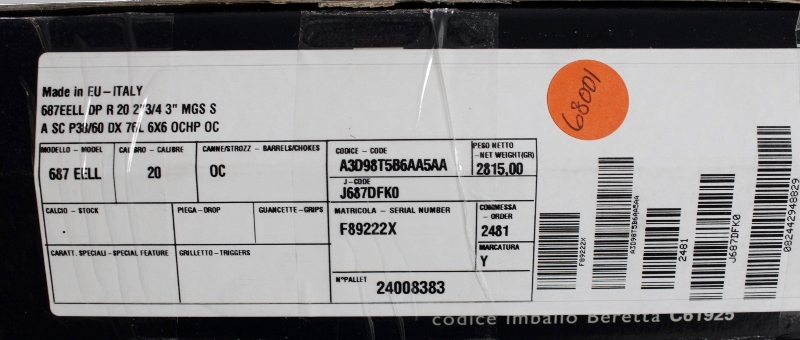 Made in EU-ITALY
687EELL DP R 20 2"3/4 3" MGS S
A SC P30/60 DX 76L 6X6 OCHP OC
68001
MODELLO - MODEL
687 EELL
CALIBRO - CALIBRE
20
CANNE/STROZZ - BARRELS/CHOKES
OC
CODICE - CODE
A3D98T5B6AA5AA
J-CODE
J687DFK0
PESO NETTO
-NET WEIGHT(GR)
2815,00
CALCIO - STOCK
PIEGA-DROP
GUANCETTE-GRIPS
MATRICOLA - SERIAL NUMBER
F89222X
COMMESSA
- ORDER
2481
MARCATURA
Y
CARATT. SPECIALI-SPECIAL FEATURE
GRILLETTO-TRIGGERS
N°PALLET
24008383
F89222X
A3D98T5B6AA5AA
2481
J687DFK0
082442948829
codice imballo Beretta C61925